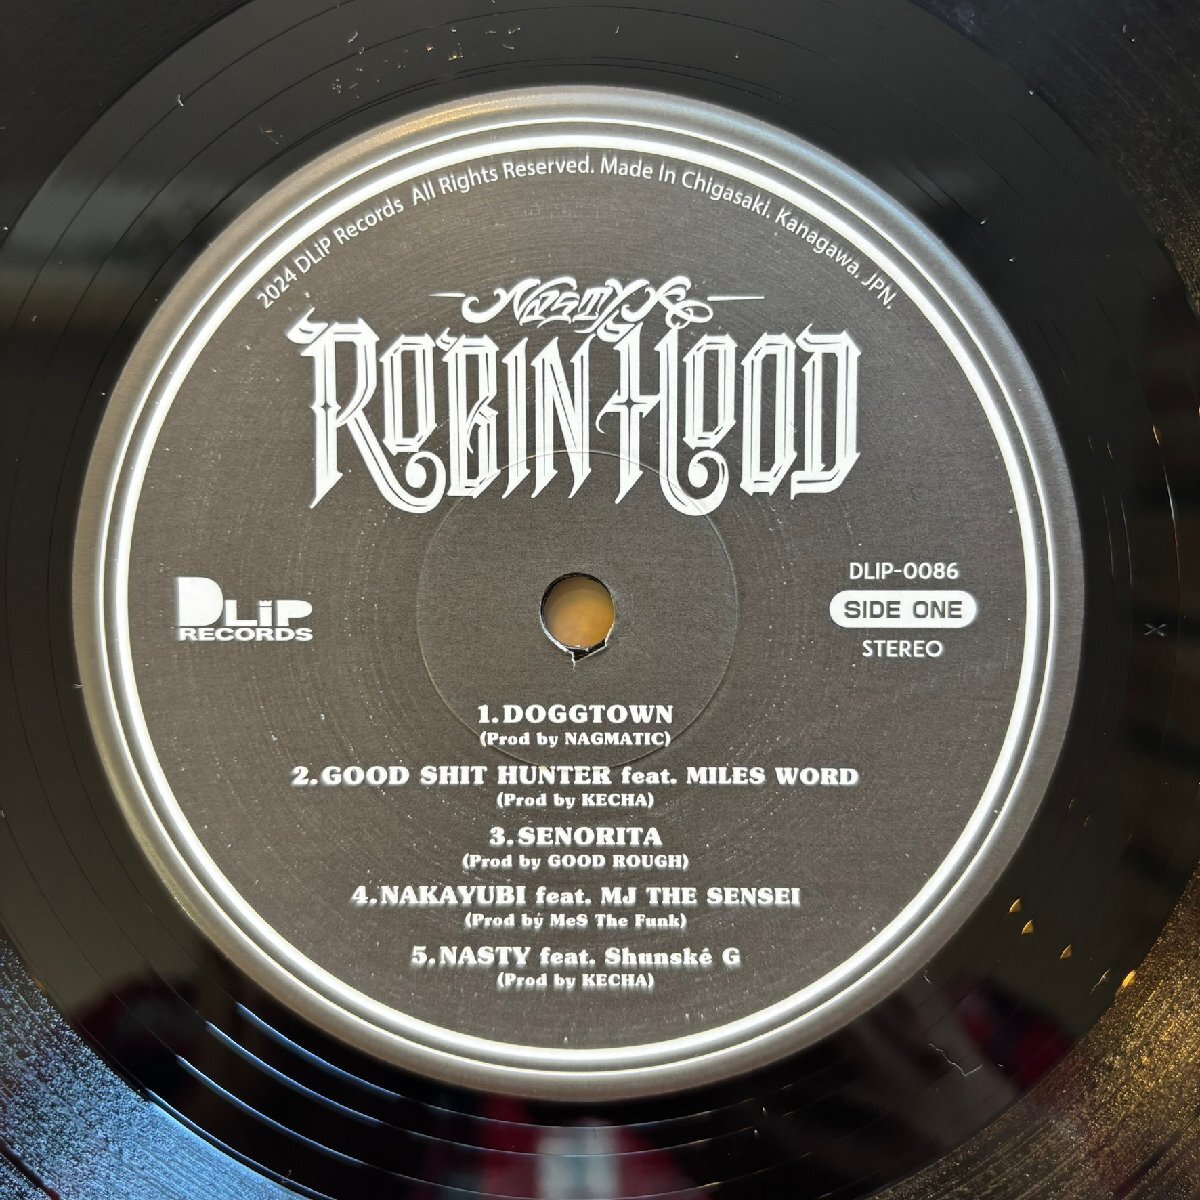 2024 DLiP Records All Rights Reserved. Made In Chigasaki. Kanagawa. JPN.
NASTY K
ROBIN HOOD
DLiP
RECORDS
DLIP-0086
SIDE ONE
STEREO
1.DOGGTOWN
(Prod by NAGMATIC)
2.GOOD SHIT HUNTER feat. MILES WORD
(Prod by KECHA)
3.SENORITA
(Prod by GOOD ROUGH)
4.NAKAYUBI feat. MJ THE SENSEI
(Prod by MeS The Funk)
5.NASTY feat. Shunské G
(Prod by KECHA)